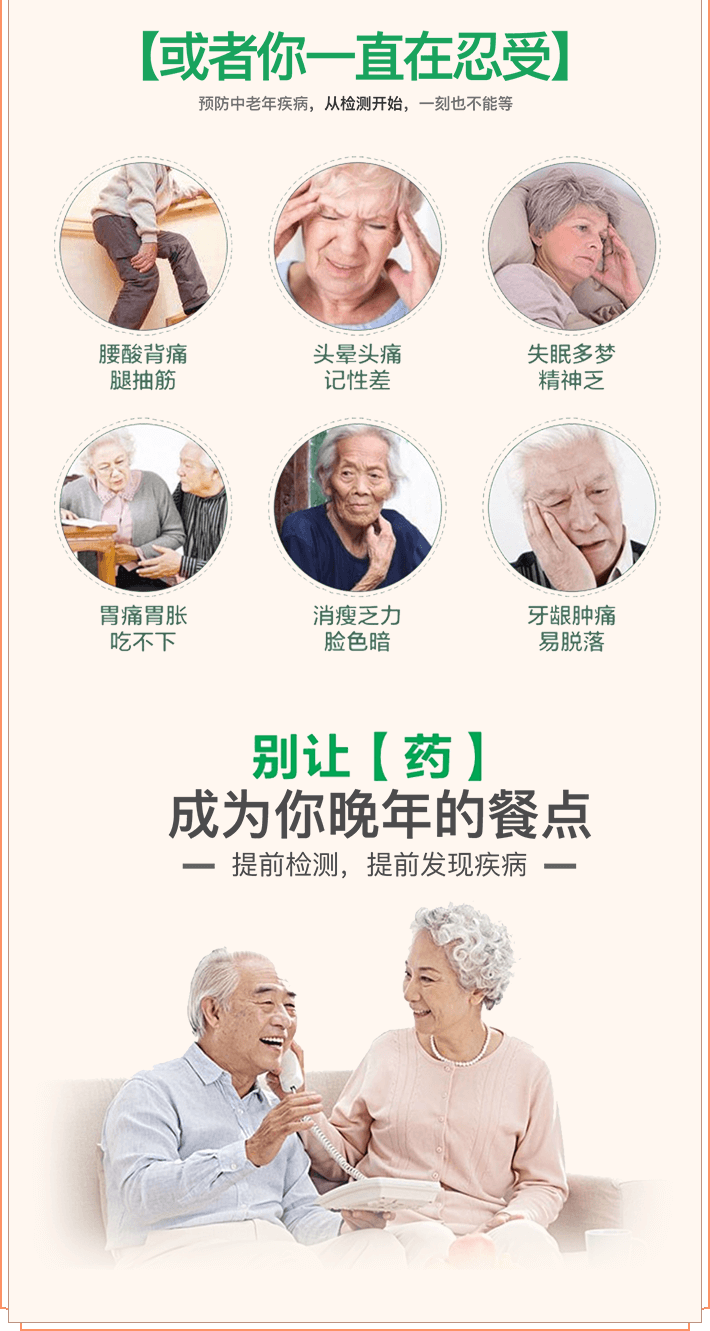 【或者你一直在忍受】
预防中老年疾病，从检测开始，一刻也不能等
腰酸背痛
腿抽筋
头晕头痛
记性差
失眠多梦
精神乏
胃痛胃胀
吃不下
消瘦乏力
脸色暗
牙龈肿痛
易脱落
别让【药】
成为你晚年的餐点
提前检测，提前发现疾病